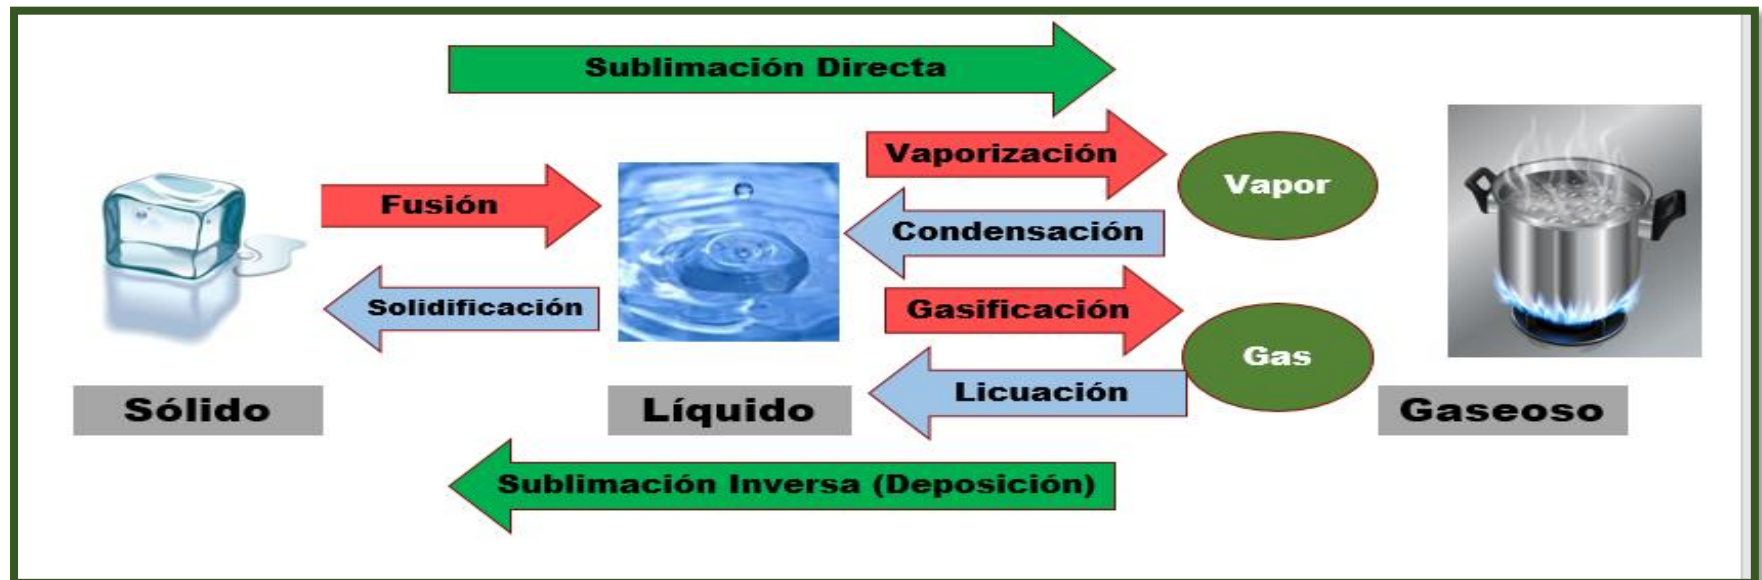 Sublimación Directa
Vaporización
Vapor
Fusión
Condensación
Solidificación
Gasificación
Gas
Licuación
Sólido
Líquido
Gaseoso
Sublimación Inversa (Deposición)